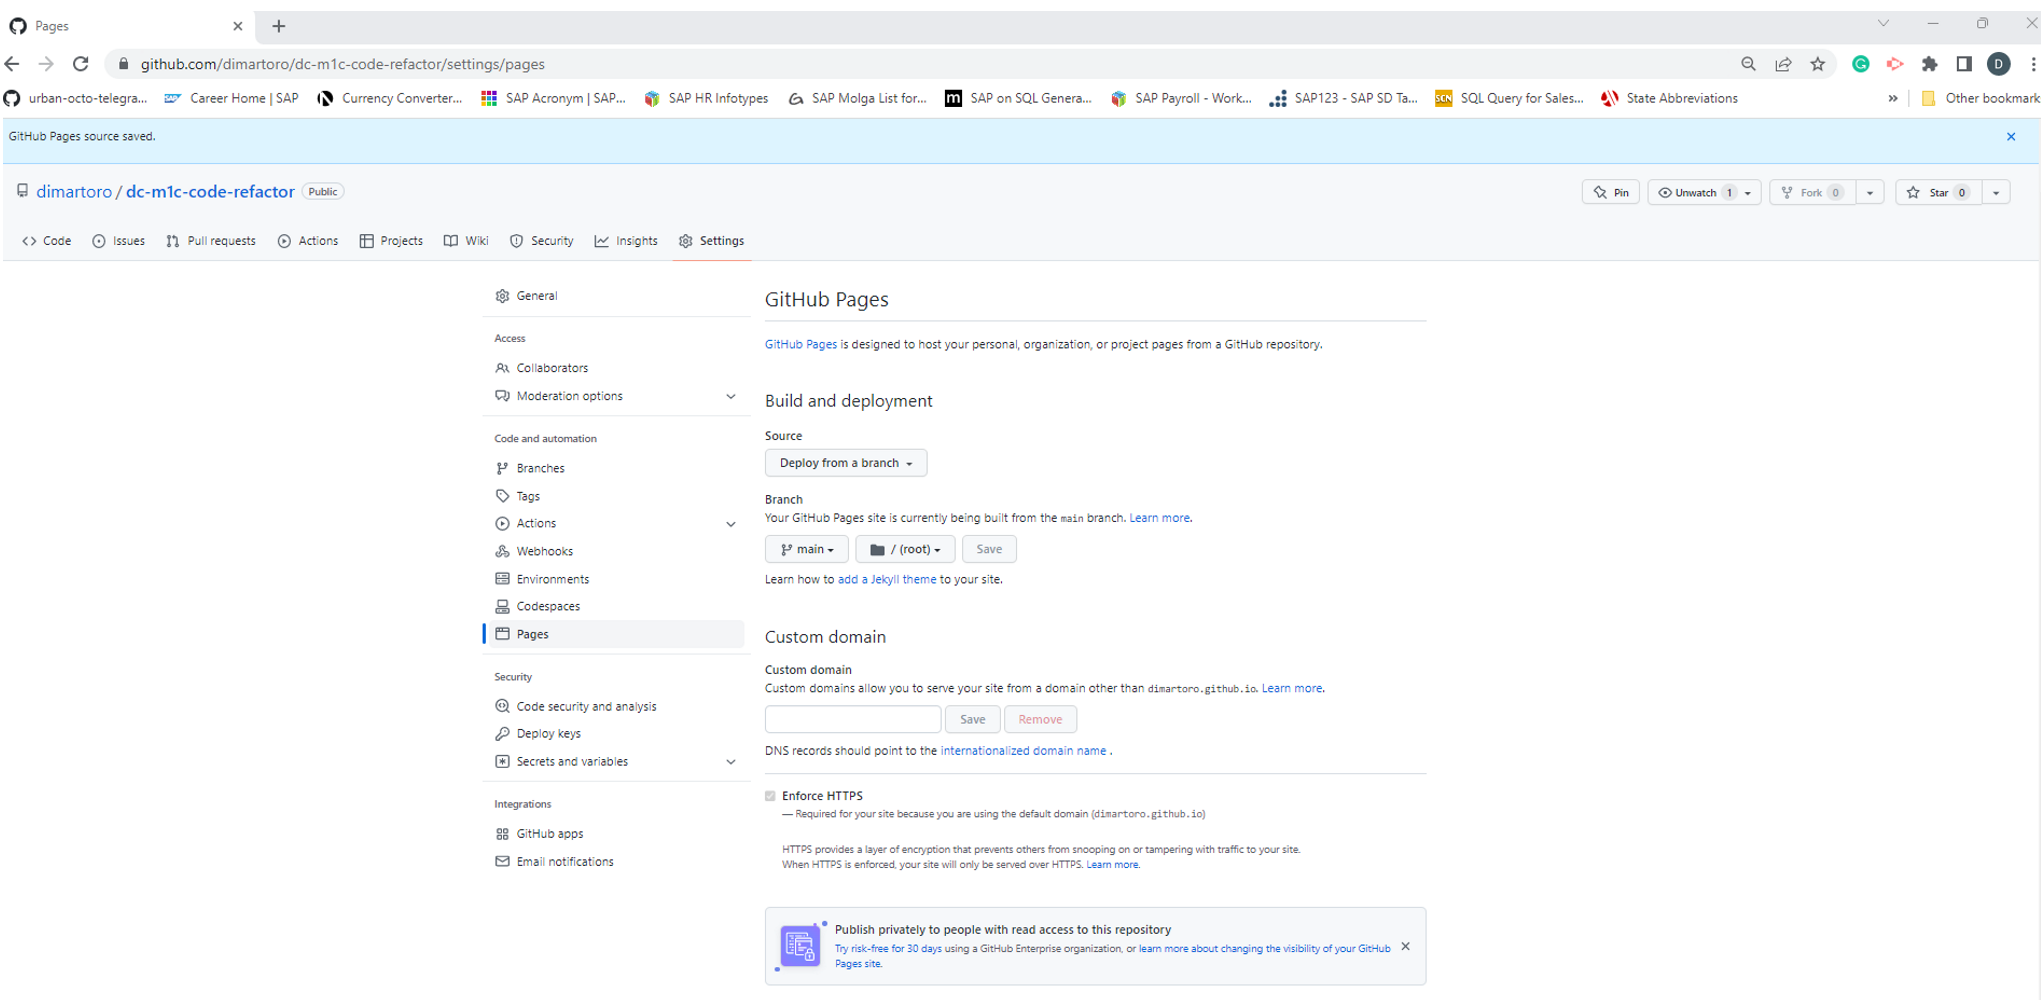 Pages
github.com/dimartoro/dc-m1c-code-refactor/settings/pages
D
urban-octo-telegra... Career Home | SAP Currency Converter... SAP Acronym | SAP... SAP HR Infotypes SAP Molga List for... m SAP on SQL Genera... SAP Payroll - Work... SAP123 - SAP SD Ta... SCN SQL Query for Sales... State Abbreviations » Other bookmark
GitHub Pages source saved.
dimartoro / dc-m1c-code-refactor Public
Pin Unwatch 1 Fork 0 Star 0
Code Issues Pull requests Actions Projects Wiki Security Insights Settings
General
Access
Collaborators
Moderation options
Code and automation
Branches
Tags
Actions
Webhooks
Environments
Codespaces
Pages
Security
Code security and analysis
Deploy keys
Secrets and variables
Integrations
GitHub apps
Email notifications
GitHub Pages
GitHub Pages is designed to host your personal, organization, or project pages from a GitHub repository.
Build and deployment
Source
Deploy from a branch
Branch
Your GitHub Pages site is currently being built from the main branch. Learn more.
main / (root) Save
Learn how to add a Jekyll theme to your site.
Custom domain
Custom domain
Custom domains allow you to serve your site from a domain other than dimartoro.github.io. Learn more.
Save Remove
DNS records should point to the internationalized domain name .
Enforce HTTPS
— Required for your site because you are using the default domain (dimartoro.github.io)
HTTPS provides a layer of encryption that prevents others from snooping on or tampering with traffic to your site.
When HTTPS is enforced, your site will only be served over HTTPS. Learn more.
Publish privately to people with read access to this repository
Try risk-free for 30 days using a GitHub Enterprise organization, or learn more about changing the visibility of your GitHub
Pages site.